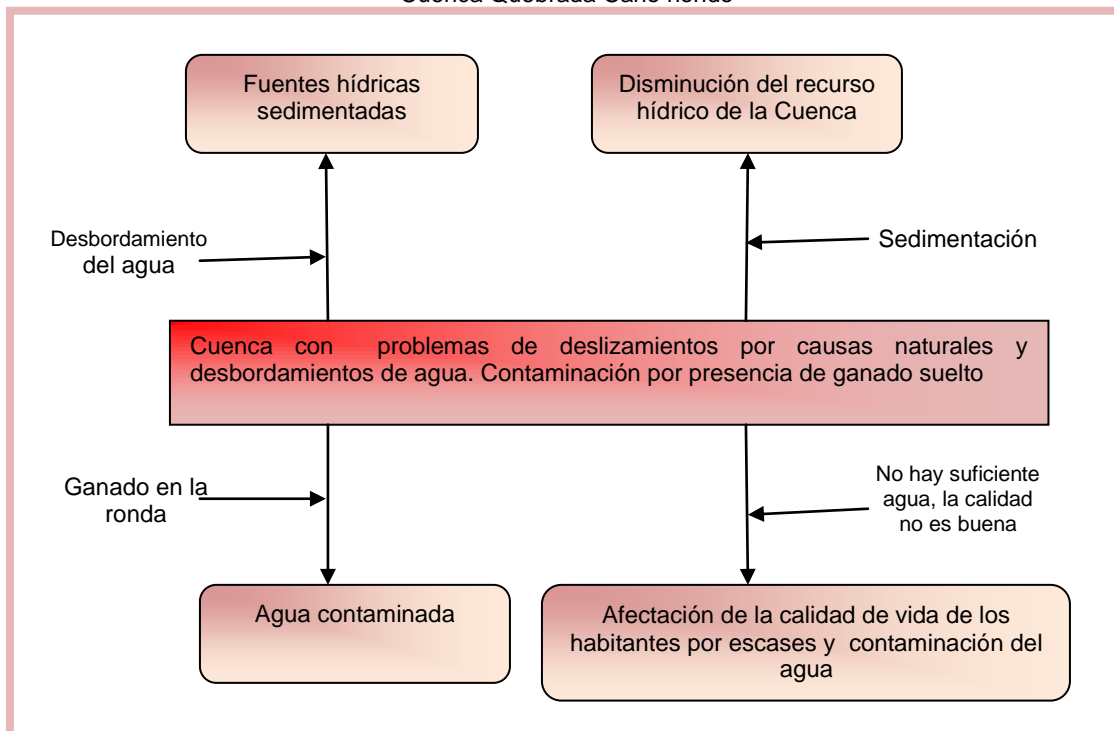 Fuentes hídricas
sedimentadas
Disminución del recurso
hídrico de la Cuenca
Desbordamiento
del agua
Sedimentación
Cuenca con problemas de deslizamientos por causas naturales y
desbordamientos de agua. Contaminación por presencia de ganado suelto
Ganado en la
ronda
No hay suficiente
agua, la calidad
no es buena
Agua contaminada
Afectación de la calidad de vida de los
habitantes por escases y contaminación del
agua